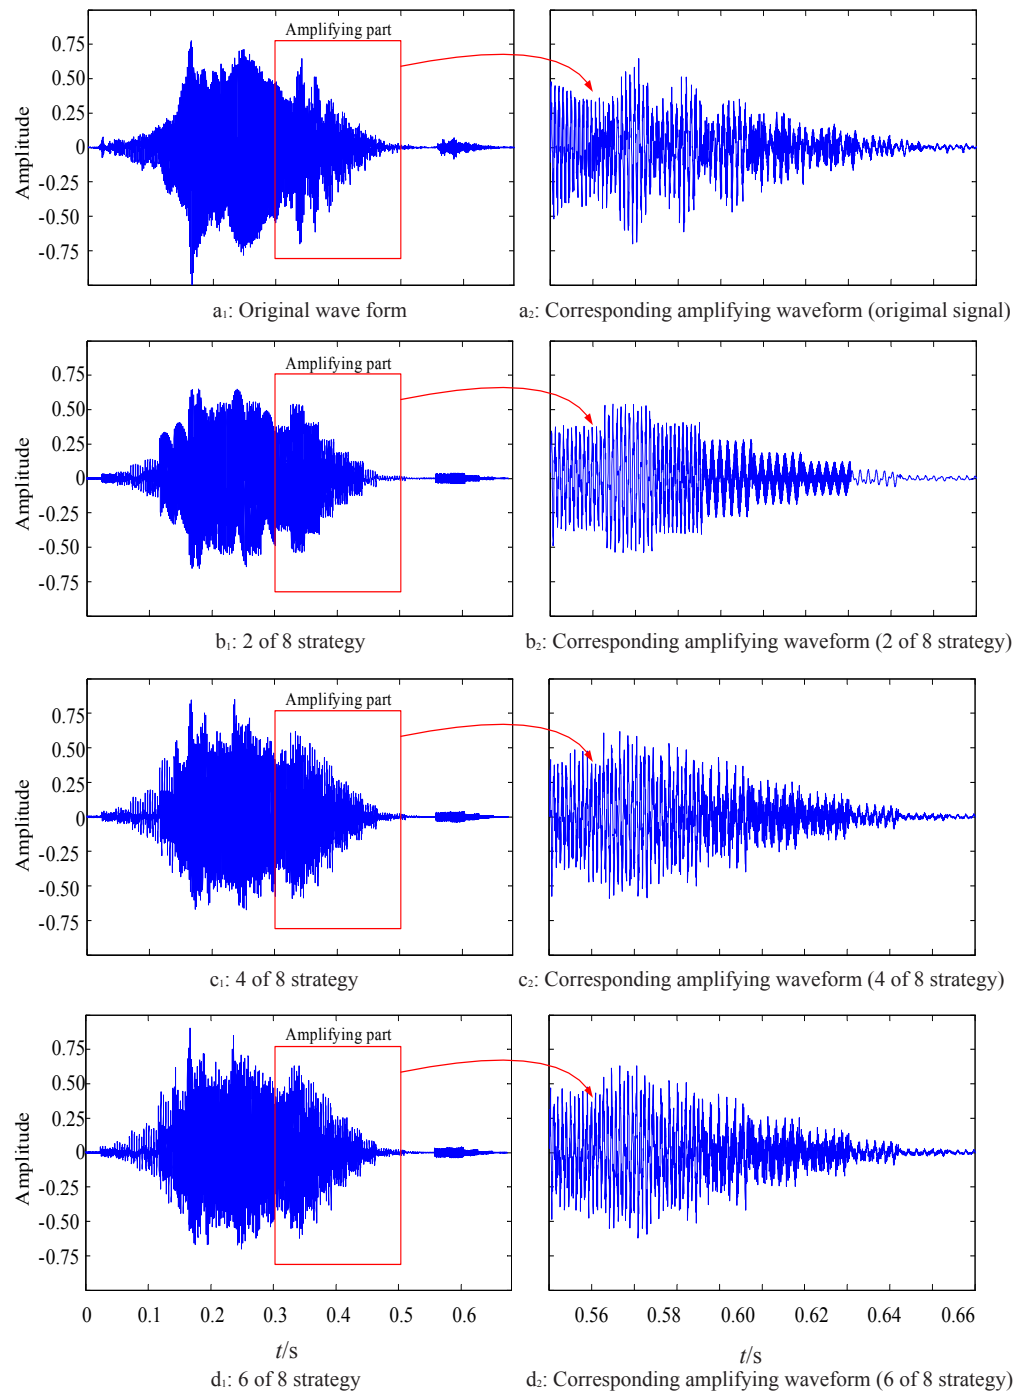 Amplifying part
0.75
0.50
0.25
0
-0.25
-0.50
-0.75
Amplitude
a₁: Original wave form
a₂: Corresponding amplifying waveform (origimal signal)
Amplifying part
0.75
0.50
0.25
0
-0.25
-0.50
-0.75
Amplitude
b₁: 2 of 8 strategy
b₂: Corresponding amplifying waveform (2 of 8 strategy)
Amplifying part
0.75
0.50
0.25
0
-0.25
-0.50
-0.75
Amplitude
c₁: 4 of 8 strategy
c₂: Corresponding amplifying waveform (4 of 8 strategy)
Amplifying part
0.75
0.50
0.25
0
-0.25
-0.50
-0.75
Amplitude
0 0.1 0.2 0.3 0.4 0.5 0.6
0.56 0.58 0.60 0.62 0.64 0.66
t/s
t/s
d₁: 6 of 8 strategy
d₂: Corresponding amplifying waveform (6 of 8 strategy)